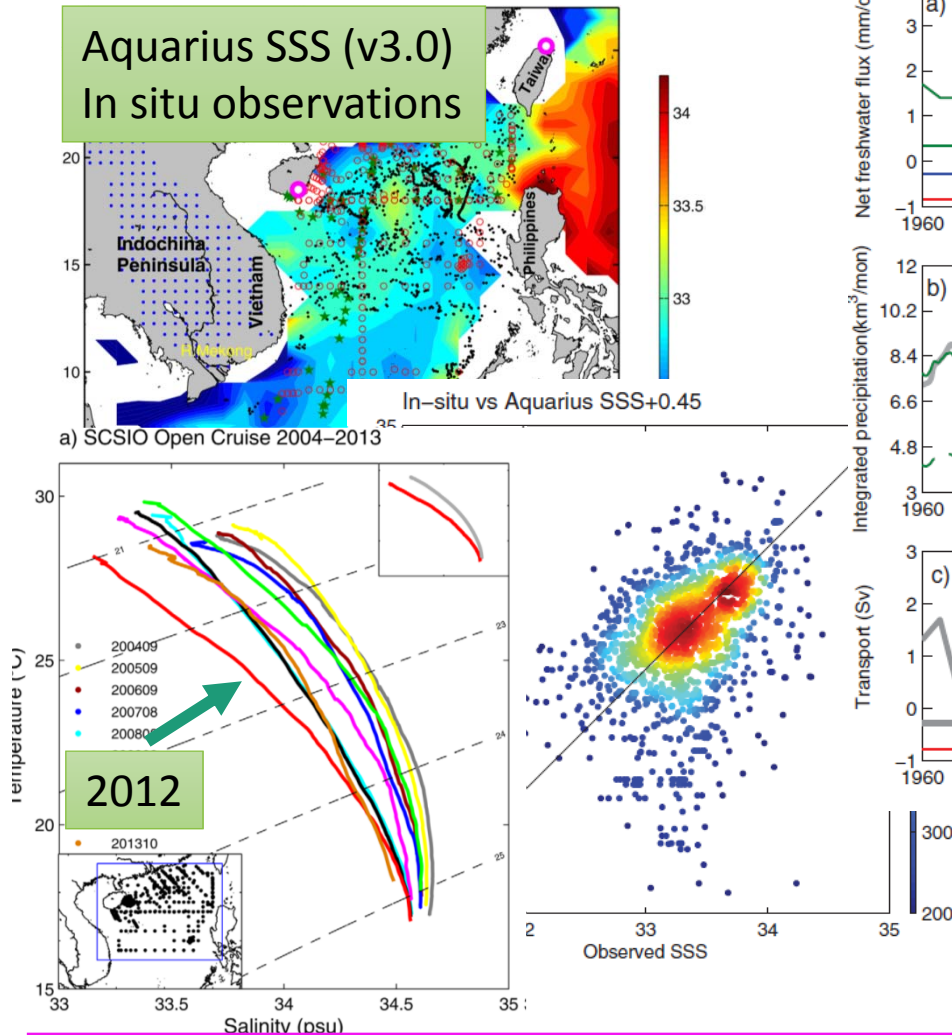 Aquarius SSS (v3.0)
In situ observations
Taiwan
20
15
10
Indochina
Peninsula
Vietnam
Philippines
34
33.5
33
In-situ vs Aquarius SSS+0.45
35
a) SCSIO Open Cruise 2004-2013
30
25
20
15
21
23
24
25
200409
200509
200609
200708
2012
201310
33
33.5
34
34.5
35
Salinity (psu)
33
34
35
Observed SSS
300
200
a)
Net freshwater flux
3
2
1
0
-1
1960
b)
Integrated precipitation(km³/mon)
12
10.2
8.4
6.6
4.8
3
1960
c)
Transport (Sv)
3
2
1
0
-1
1960